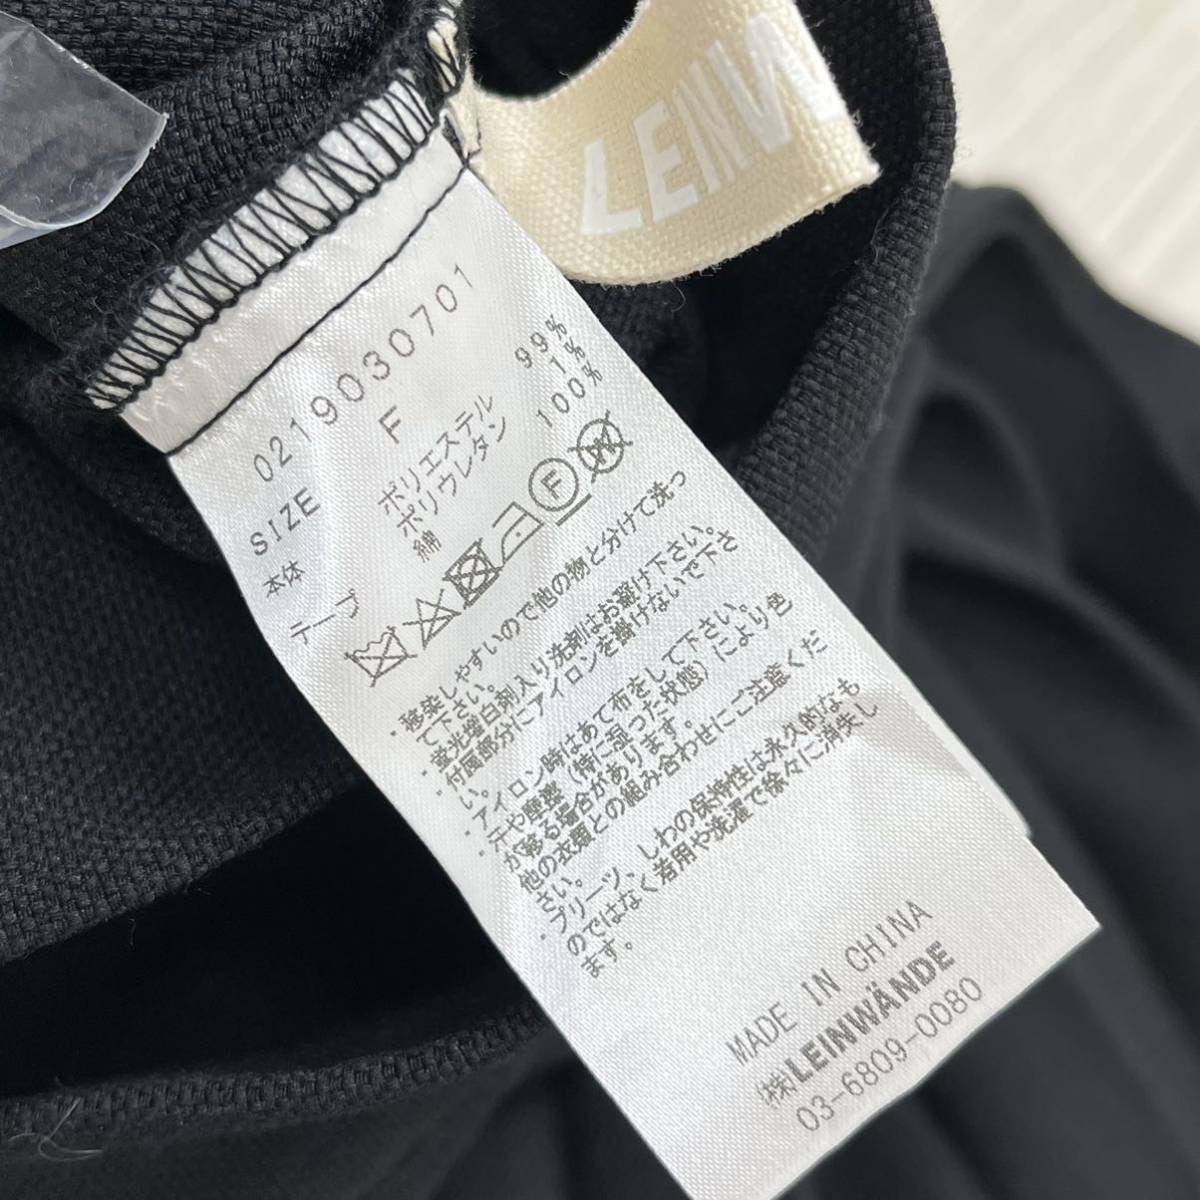 LEINW
0219030701
SIZE F
本体 ポリエステル 99%
ポリウレタン 1%
テープ 綿 100%
F
・移染しやすいので他の物と分けて洗っ
て下さい。
・蛍光増白剤入り洗剤はお避け下さい。
・付属部分にアイロンを掛けないで下さ
い。
・アイロン時はあて布をして下さい。
・汗や摩擦（特に湿った状態）により色
が移る場合があります。
他の衣類との組み合わせにご注意くだ
さい。
・プリーツ、しわの保持性は永久的なも
のではなく着用や洗濯で徐々に消失し
ます。
MADE IN CHINA
㈱LEINWÄNDE
03-6809-0080